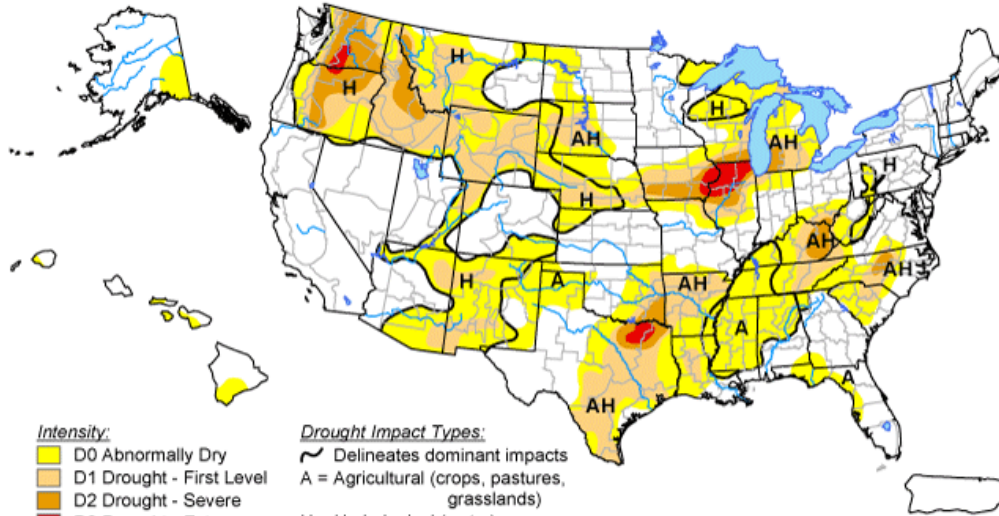 H
H
H
AH
AH
H
H
AH
AH
H
A
AH
A
A
AH
Intensity:
D0 Abnormally Dry
D1 Drought - First Level
D2 Drought - Severe
Drought Impact Types:
Delineates dominant impacts
A = Agricultural (crops, pastures,
grasslands)